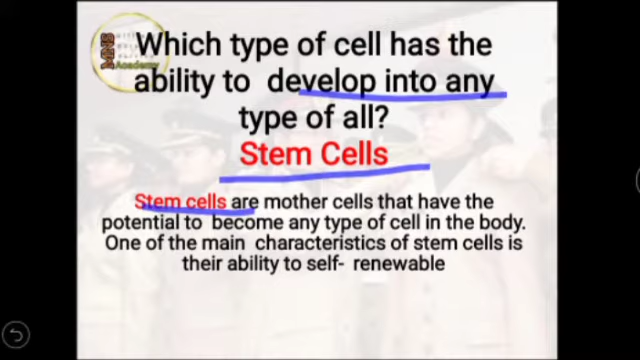 Which type of cell has the
ability to develop into any
type of all?
Stem Cells
Stem cells are mother cells that have the
potential to become any type of cell in the body.
One of the main characteristics of stem cells is
their ability to self- renewable
MNS
Academy